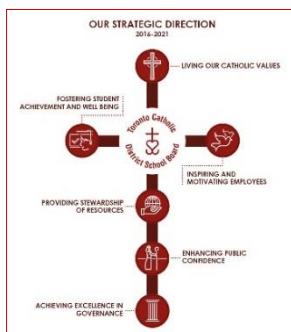 OUR STRATEGIC DIRECTION
2016-2021
LIVING OUR CATHOLIC VALUES
FOSTERING STUDENT
ACHIEVEMENT AND WELL BEING
Toronto Catholic
District School Board
INSPIRING AND
MOTIVATING EMPLOYEES
PROVIDING STEWARDSHIP
OF RESOURCES
ENHANCING PUBLIC
CONFIDENCE
ACHIEVING EXCELLENCE IN
GOVERNANCE